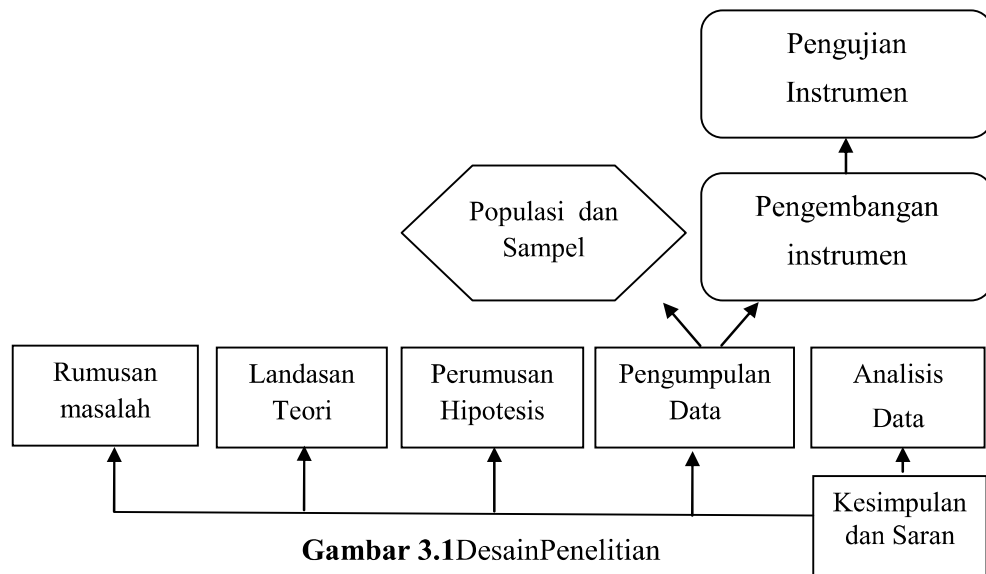 Pengujian
Instrumen
Populasi dan
Sampel
Pengembangan
instrumen
Rumusan
masalah
Landasan
Teori
Perumusan
Hipotesis
Pengumpulan
Data
Analisis
Data
Kesimpulan
dan Saran
Gambar 3.1DesainPenelitian